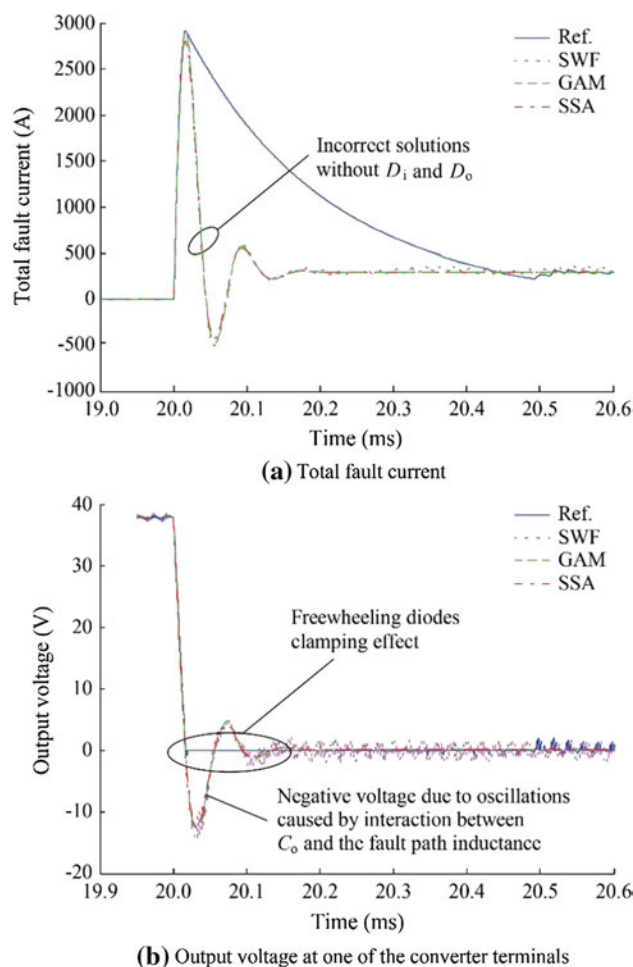 3000
2500
2000
1500
1000
500
0
-500
-1000
Total fault current (A)
Ref.
SWF
GAM
SSA
Incorrect solutions
without Di and Do
19.0 20.0 20.1 20.2 20.3 20.4 20.5 20.6
Time (ms)
(a) Total fault current
40
30
20
10
0
-10
-20
Output voltage (V)
Ref.
SWF
GAM
SSA
Freewheeling diodes
clamping effect
Negative voltage due to oscillations
caused by interaction between
Co and the fault path inductance
19.9 20.0 20.1 20.2 20.3 20.4 20.5 20.6
Time (ms)
(b) Output voltage at one of the converter terminals